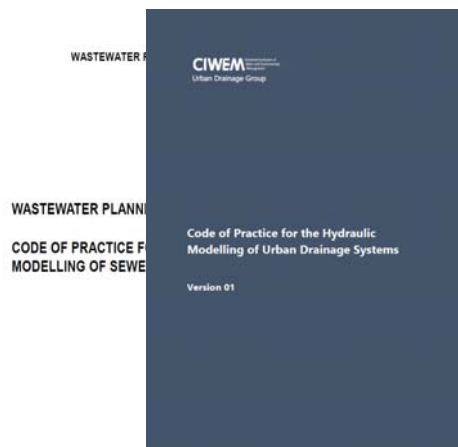 WASTEWATER
WASTEWATER PLANN
CODE OF PRACTICE F
MODELLING OF SEWE
CIWEM
Urban Drainage Group
Code of Practice for the Hydraulic
Modelling of Urban Drainage Systems
Version 01